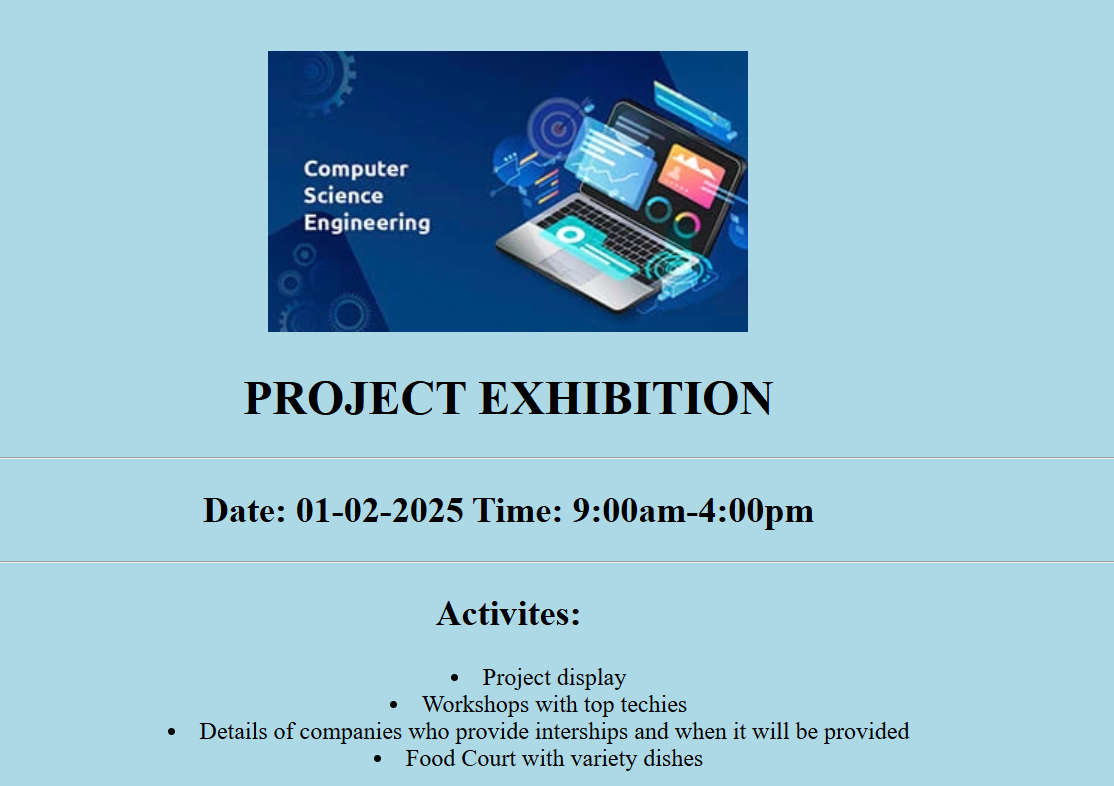 Computer
Science
Engineering
PROJECT EXHIBITION
Date: 01-02-2025 Time: 9:00am-4:00pm
Activites:
• Project display
• Workshops with top techies
• Details of companies who provide interships and when it will be provided
• Food Court with variety dishes